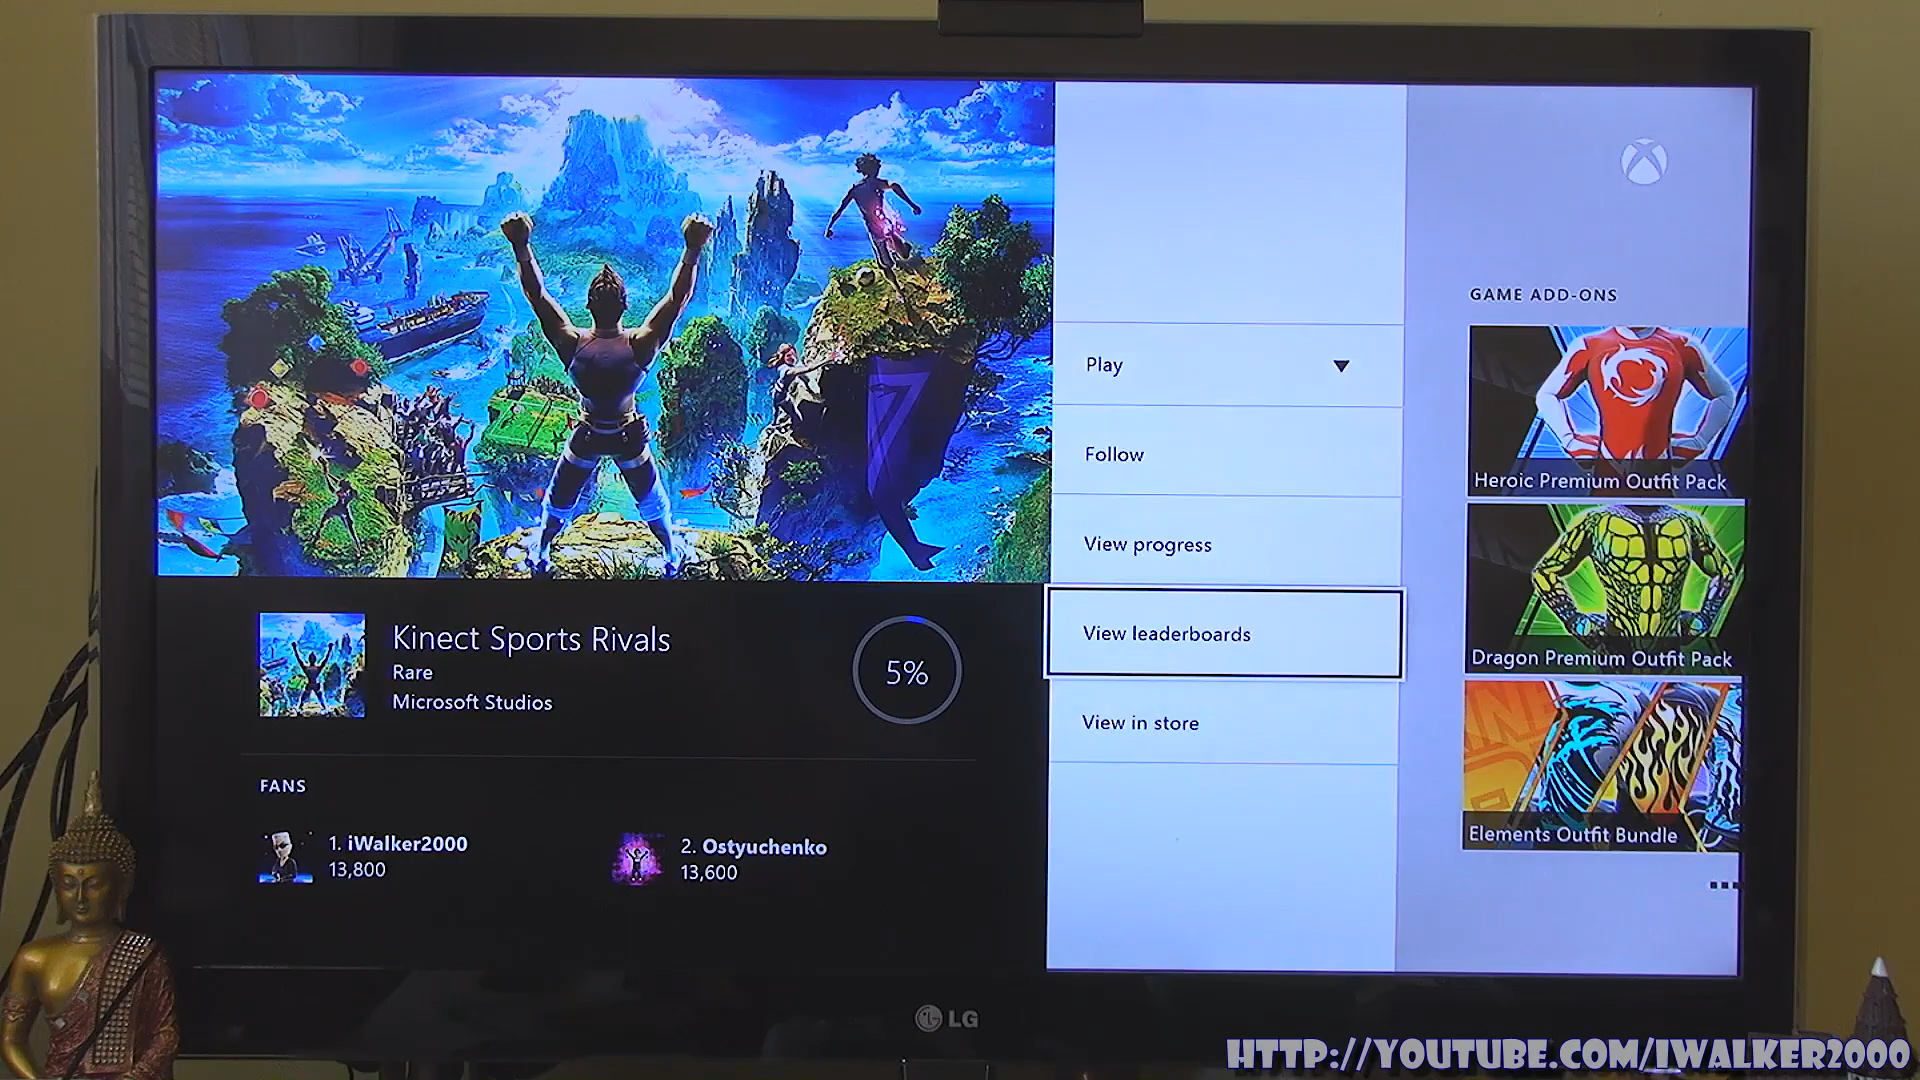 Play
Follow
View progress
View leaderboards
View in store
GAME ADD-ONS
Heroic Premium Outfit Pack
Dragon Premium Outfit Pack
Elements Outfit Bundle
Kinect Sports Rivals
Rare
Microsoft Studios
5%
FANS
1. iWalker2000
13,800
2. Ostyuchenko
13,600
LG
HTTP://YOUTUBE.COM/IWALKER2000